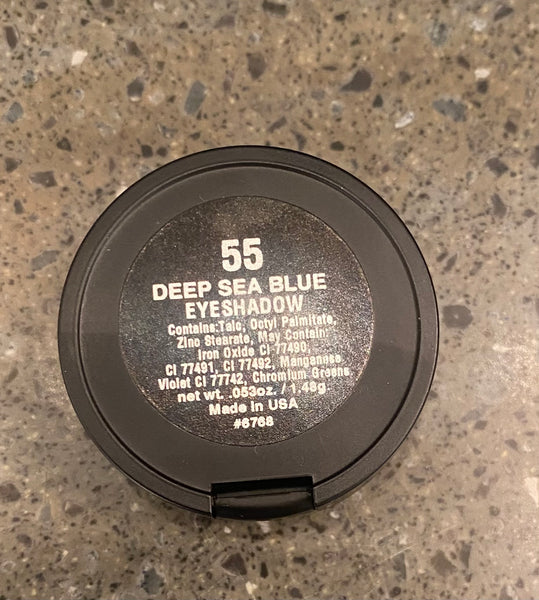 55
DEEP SEA BLUE
EYESHADOW
Contains:Talc, Octyl Palmitate,
Zinc Stearate, May Contain:
Iron Oxide CI 77490,
CI 77491, CI 77492, Manganese
Violet CI 77742, Chromium Greens
net wt. .053oz. / 1.48g
Made In USA
#6768